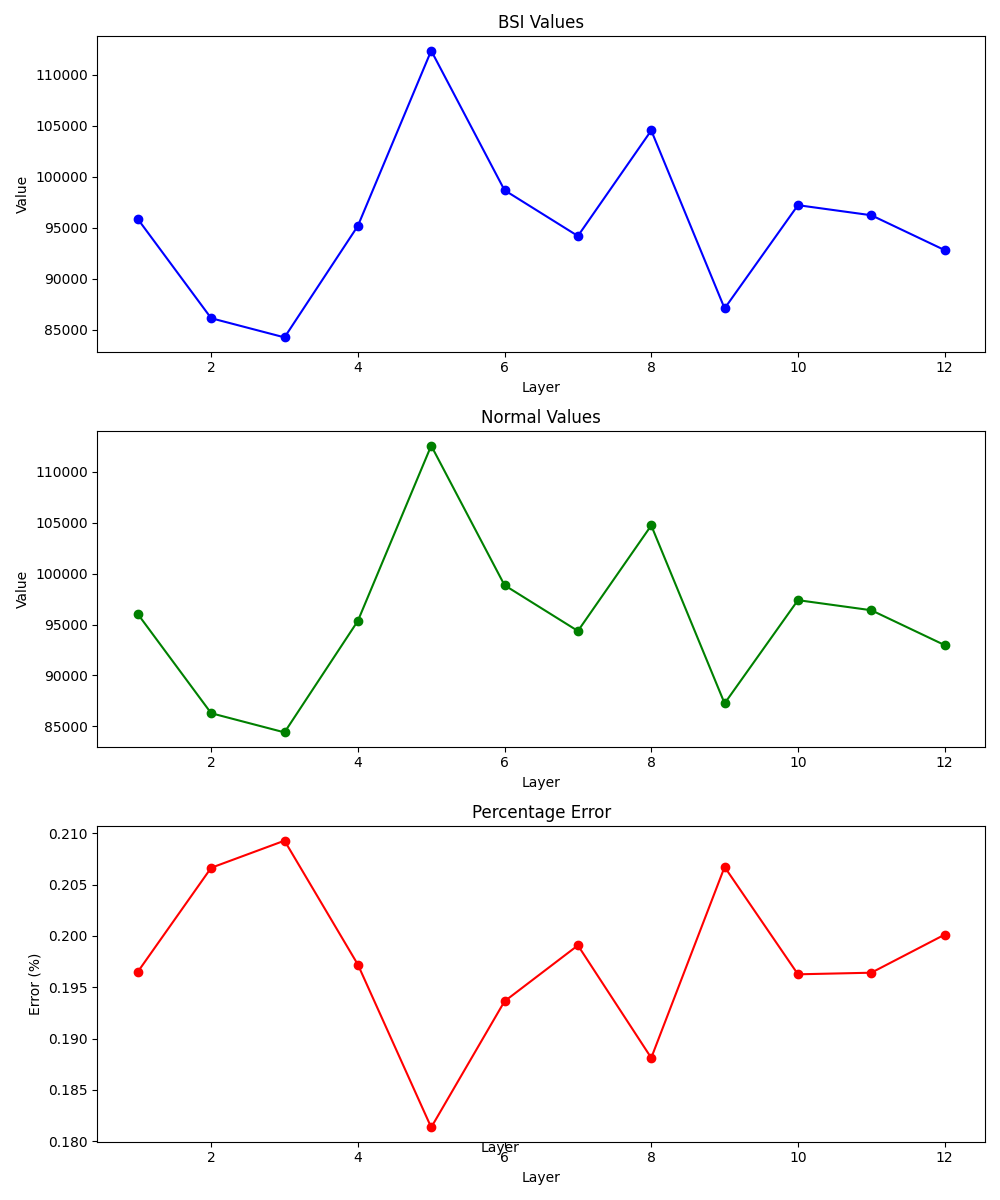 BSI Values
110000
105000
100000
95000
90000
85000
Value
2 4 6 8 10 12
Layer
Normal Values
110000
105000
100000
95000
90000
85000
Value
2 4 6 8 10 12
Layer
Percentage Error
0.210
0.205
0.200
0.195
0.190
0.185
0.180
Error (%)
Layer
2 4 6 8 10 12
Layer